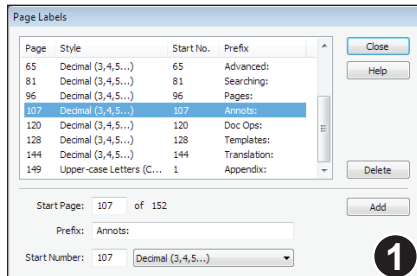 Page Labels
Page Style Start No. Prefix
65 Decimal (3,4,5...) 65 Advanced:
81 Decimal (3,4,5...) 81 Searching:
96 Decimal (3,4,5...) 96 Pages:
107 Decimal (3,4,5...) 107 Annots:
120 Decimal (3,4,5...) 120 Doc Ops:
128 Decimal (3,4,5...) 128 Templates:
144 Decimal (3,4,5...) 144 Translation:
149 Upper-case Letters (C... 1 Appendix:
Close
Help
Delete
Add
Start Page: 107 of 152
Prefix: Annots:
Start Number: 107 Decimal (3,4,5...)
1